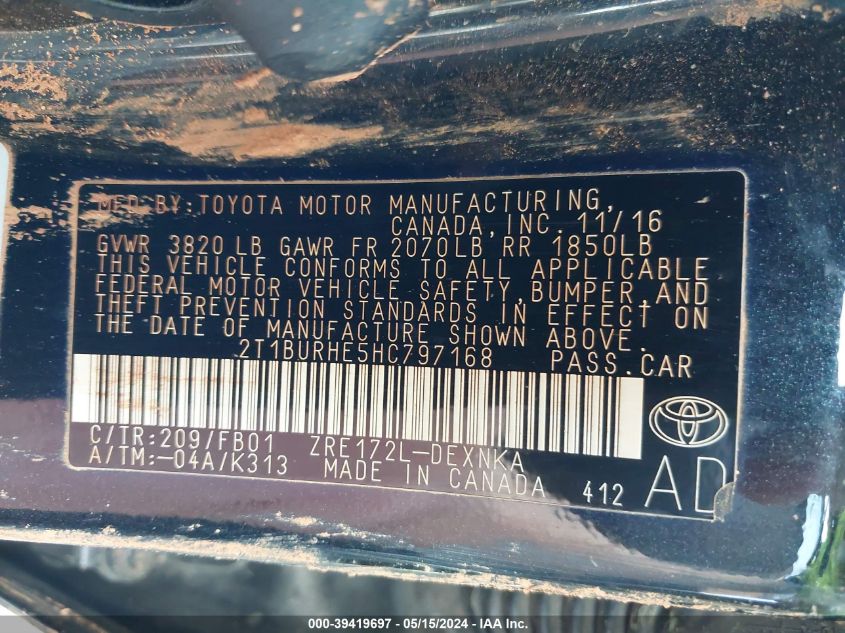 MFD BY:TOYOTA MOTOR MANUFACTURING,
CANADA,INC. 11/16
GVWR 3820 LB GAWR FR 2070LB RR 1850LB
THIS VEHICLE CONFORMS TO ALL APPLICABLE
FEDERAL MOTOR VEHICLE SAFETY,BUMPER,AND
THEFT PREVENTION STANDARDS IN EFFECT ON
THE DATE OF MANUFACTURE SHOWN ABOVE.
2T1BURHE5HC797168 PASS.CAR
C/TR:209/FB01 ZRE172L-DEXNKA
A/TM:-04A/K313 MADE IN CANADA 412 AD
000-39419697 - 05/15/2024 - IAA Inc.